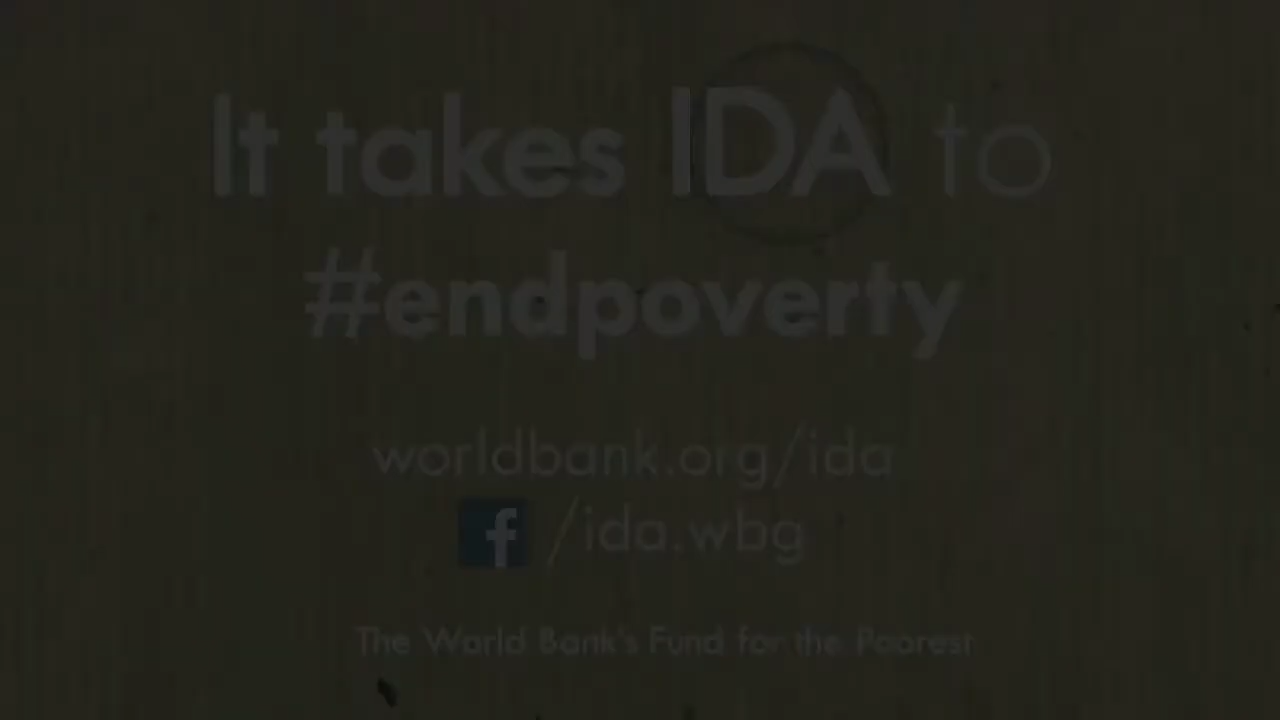 It takes IDA to
#endpoverty
worldbank.org/ida
f /ida.wbg
The World Bank's Fund for the Poorest